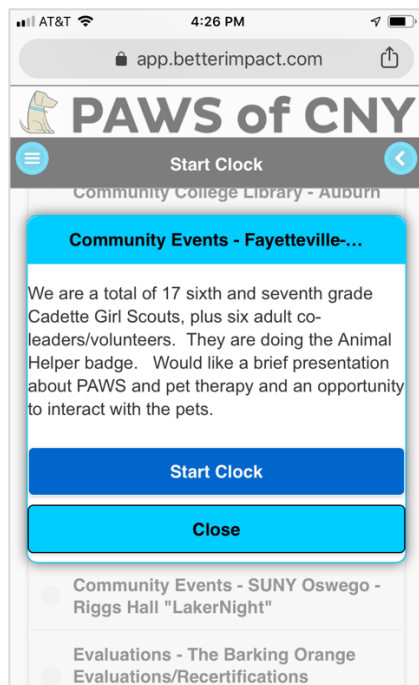 AT&T 4:26 PM
app.betterimpact.com
PAWS of CNY
Start Clock
Community College Library - Auburn
Community Events - Fayetteville-...
We are a total of 17 sixth and seventh grade
Cadette Girl Scouts, plus six adult co-
leaders/volunteers. They are doing the Animal
Helper badge. Would like a brief presentation
about PAWS and pet therapy and an opportunity
to interact with the pets.
Start Clock
Close
Community Events - SUNY Oswego -
Riggs Hall "LakerNight"
Evaluations - The Barking Orange
Evaluations/Recertifications